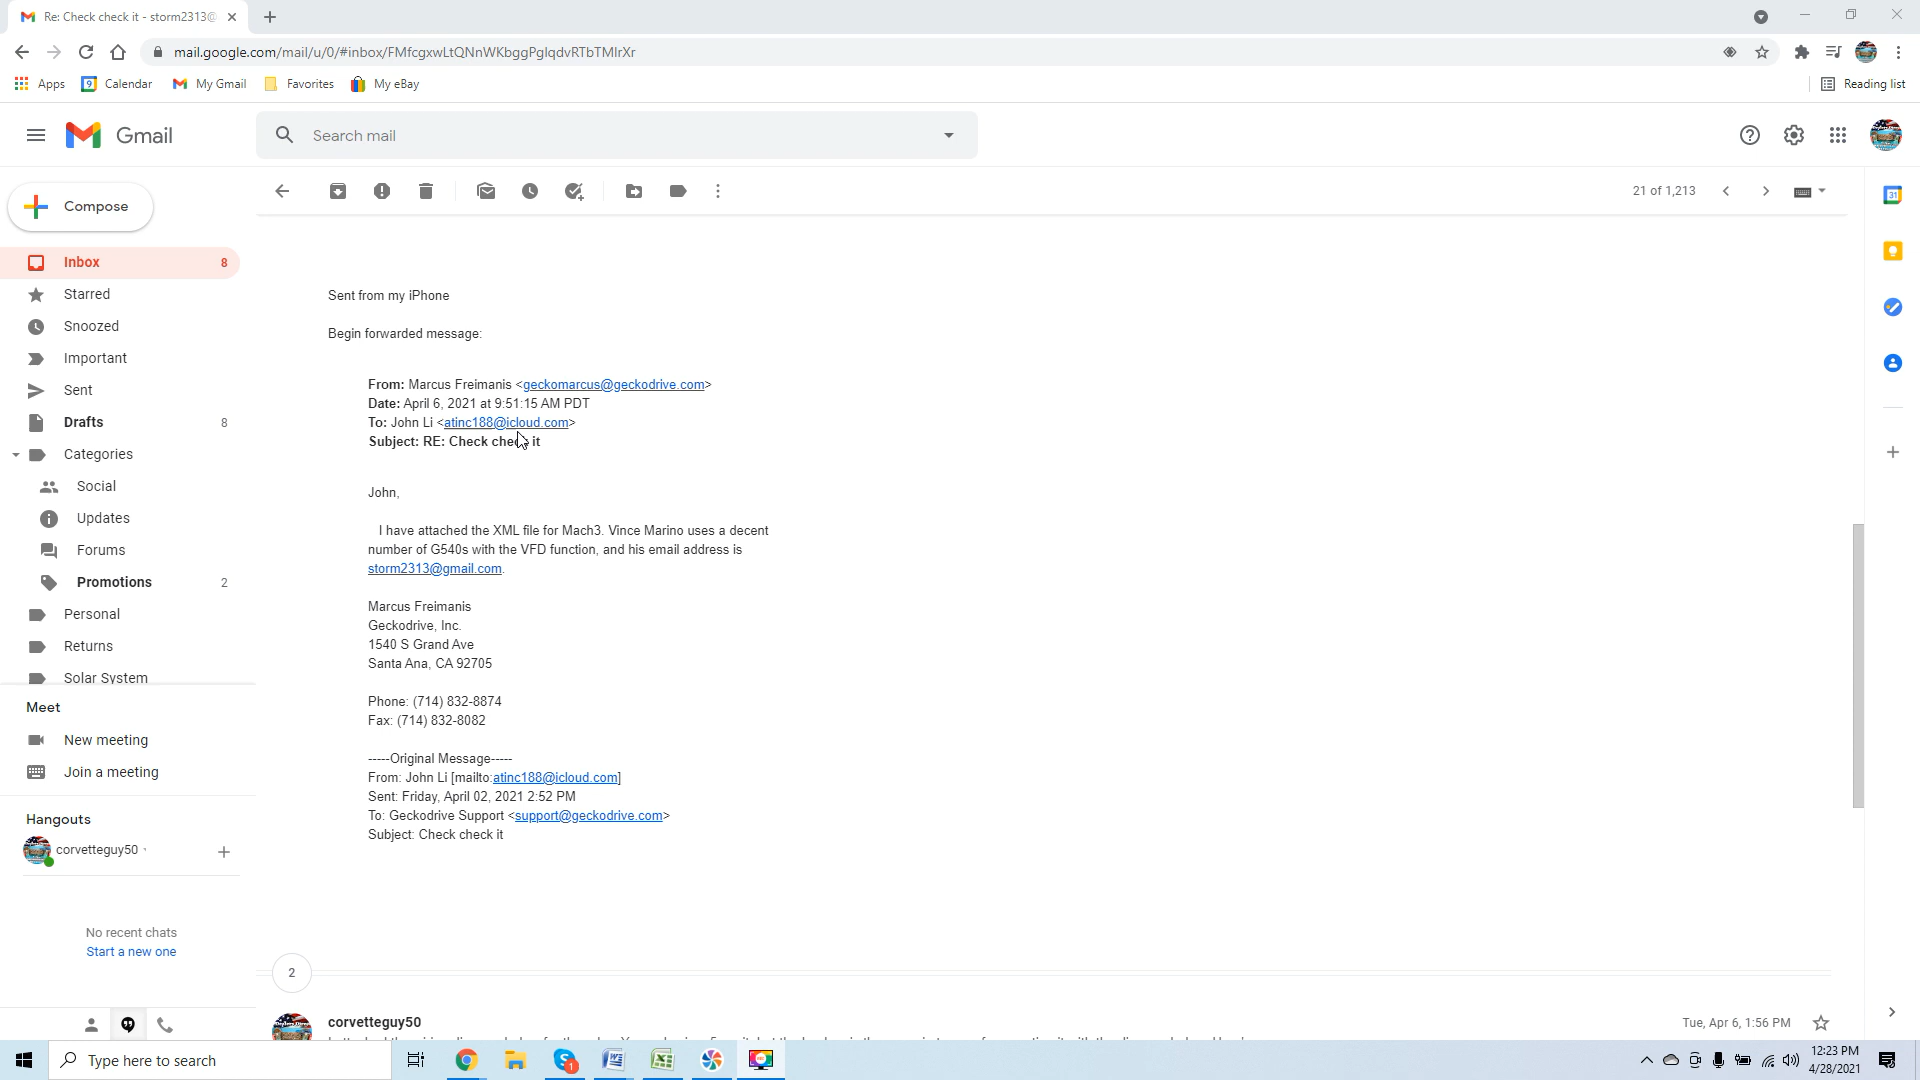 Re: Check check it - storm2313@
mail.google.com/mail/u/0/#inbox/FMfcgxwLtQNnWKbggPglqdvRTbTMlrXr
Apps
Calendar
My Gmail
Favorites
My eBay
Reading list
Gmail
Search mail
Compose
21 of 1,213
Inbox 8
Starred
Snoozed
Important
Sent
Drafts 8
Categories
Social
Updates
Forums
Promotions 2
Personal
Returns
Solar System
Meet
New meeting
Join a meeting
Hangouts
corvetteguy50
No recent chats
Start a new one
Sent from my iPhone
Begin forwarded message:
From: Marcus Freimanis <geckomarcus@geckodrive.com>
Date: April 6, 2021 at 9:51:15 AM PDT
To: John Li <atinc188@icloud.com>
Subject: RE: Check check it
John,
I have attached the XML file for Mach3. Vince Marino uses a decent
number of G540s with the VFD function, and his email address is
storm2313@gmail.com.
Marcus Freimanis
Geckodrive, Inc.
1540 S Grand Ave
Santa Ana, CA 92705
Phone: (714) 832-8874
Fax: (714) 832-8082
-----Original Message-----
From: John Li [mailto:atinc188@icloud.com]
Sent: Friday, April 02, 2021 2:52 PM
To: Geckodrive Support <support@geckodrive.com>
Subject: Check check it
2
corvetteguy50
Tue, Apr 6, 1:56 PM
31
Type here to search
1
12:23 PM
4/28/2021